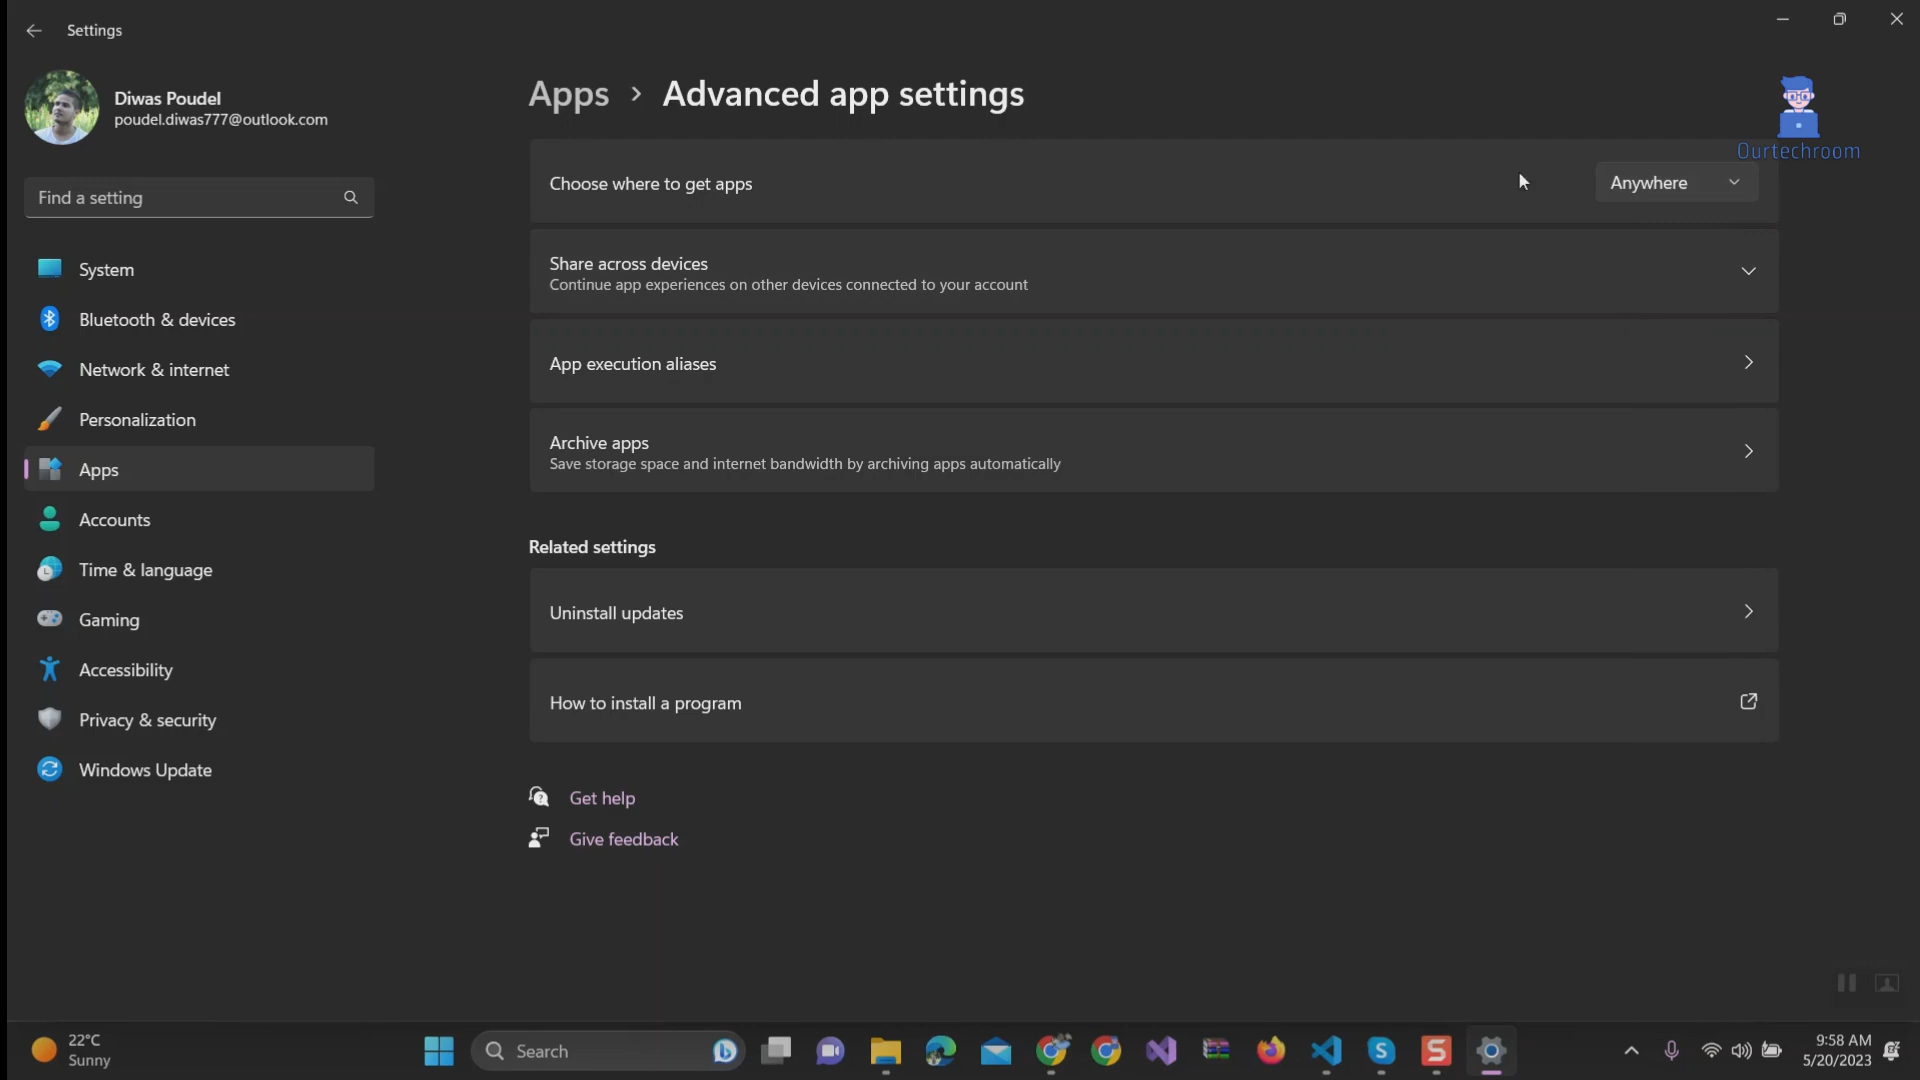 Settings
Diwas Poudel
poudel.diwas777@outlook.com
Find a setting
System
Bluetooth & devices
Network & internet
Personalization
Apps
Accounts
Time & language
Gaming
Accessibility
Privacy & security
Windows Update
Apps > Advanced app settings
Ourtechroom
Choose where to get apps
Anywhere
Share across devices
Continue app experiences on other devices connected to your account
App execution aliases
Archive apps
Save storage space and internet bandwidth by archiving apps automatically
Related settings
Uninstall updates
How to install a program
Get help
Give feedback
22°C
Sunny
Search
9:58 AM
5/20/2023